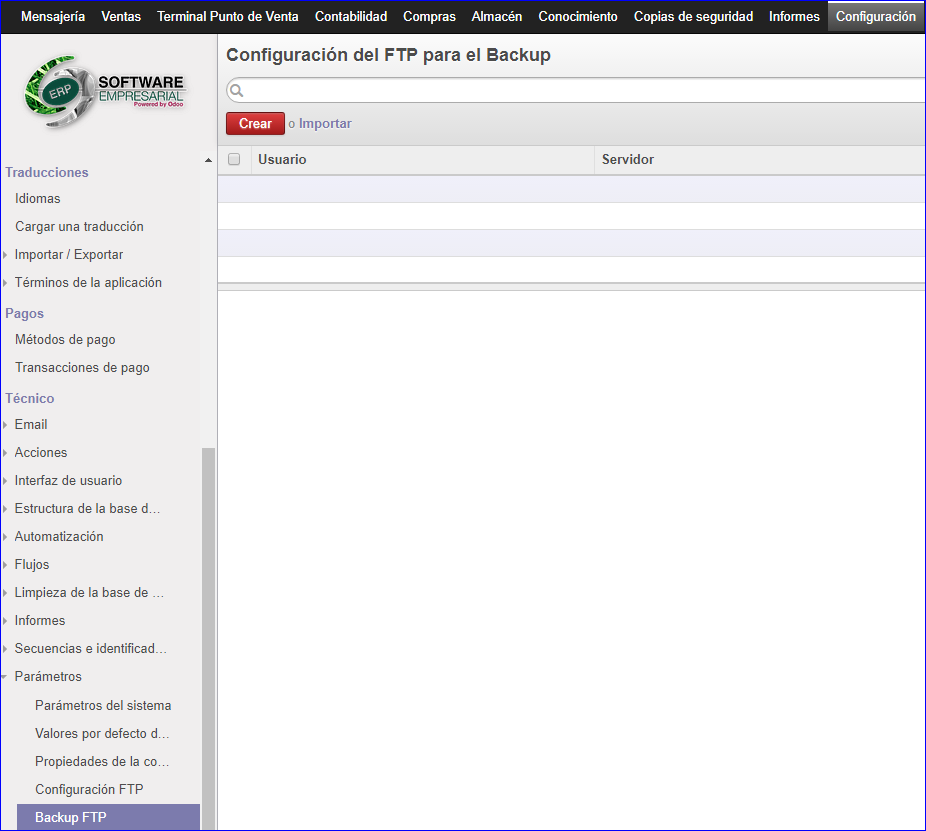 Mensajería Ventas Terminal Punto de Venta Contabilidad Compras Almacén Conocimiento Copias de seguridad Informes Configuración
ERP
SOFTWARE
EMPRESARIAL
Powered by Odoo
Configuración del FTP para el Backup
Crear o Importar
Usuario Servidor
Traducciones
Idiomas
Cargar una traducción
Importar / Exportar
Términos de la aplicación
Pagos
Métodos de pago
Transacciones de pago
Técnico
Email
Acciones
Interfaz de usuario
Estructura de la base d...
Automatización
Flujos
Limpieza de la base de ...
Informes
Secuencias e identificad...
Parámetros
Parámetros del sistema
Valores por defecto d...
Propiedades de la co...
Configuración FTP
Backup FTP